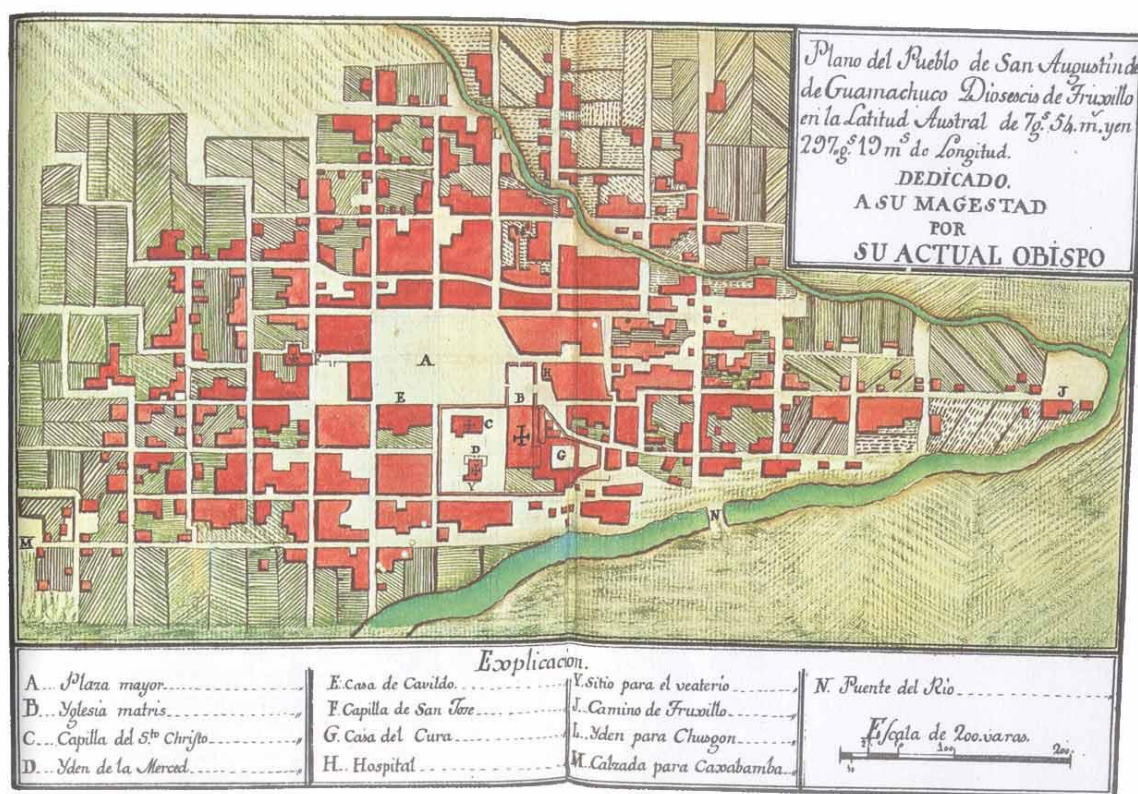 Plano del Pueblo de San Augustin de
de Guamachuco Diosescis de Truxillo
en la Latitud Austral de 7g.s 54.m.s yen
297.g.s 19 m.s de Longitud.
DEDICADO.
A SU MAGESTAD
POR
SU ACTUAL OBISPO
L
F
A
H
E
B
J
C
D
G
Y
N
M
Explicacion.
A Plaza mayor
B Yglesia matris
C Capilla del S.to Christo
D Yden de la Merced
E Casa de Cavildo
F Capilla de San Jose
G. Casa del Cura
H. Hospital
Y. Sitio para el veaterio
J. Camino de Truxillo
L Yden para Chusgon
M. Calzada para Caxabamba
N. Puente del Rio
Escala de 200. varas.
100
200